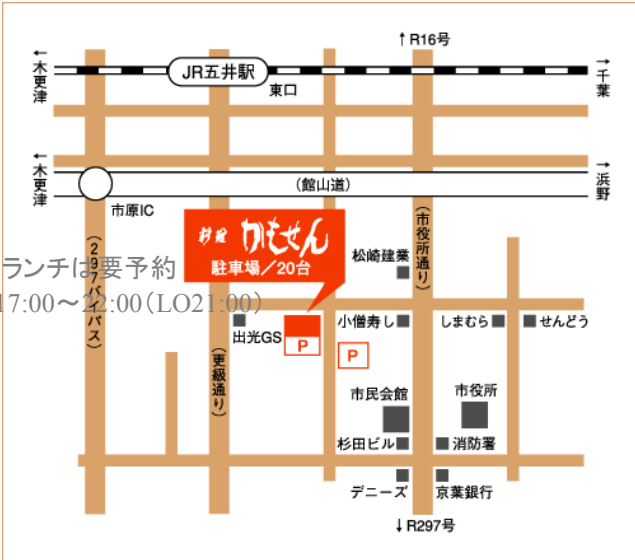 ↑R16号
←木更津
JR五井駅
東口
→千葉
←木更津
(館山道)
→浜野
市原IC
料理 かもせん
駐車場/20台
(市役所通り)
松崎建業
(297バイパス)
ランチは要予約
17:00～22:00(LO21:00)
出光GS
P
P
小僧寿し
しまむら
せんどう
(更級通り)
市民会館
市役所
杉田ビル
消防署
デニーズ
京葉銀行
↓R297号